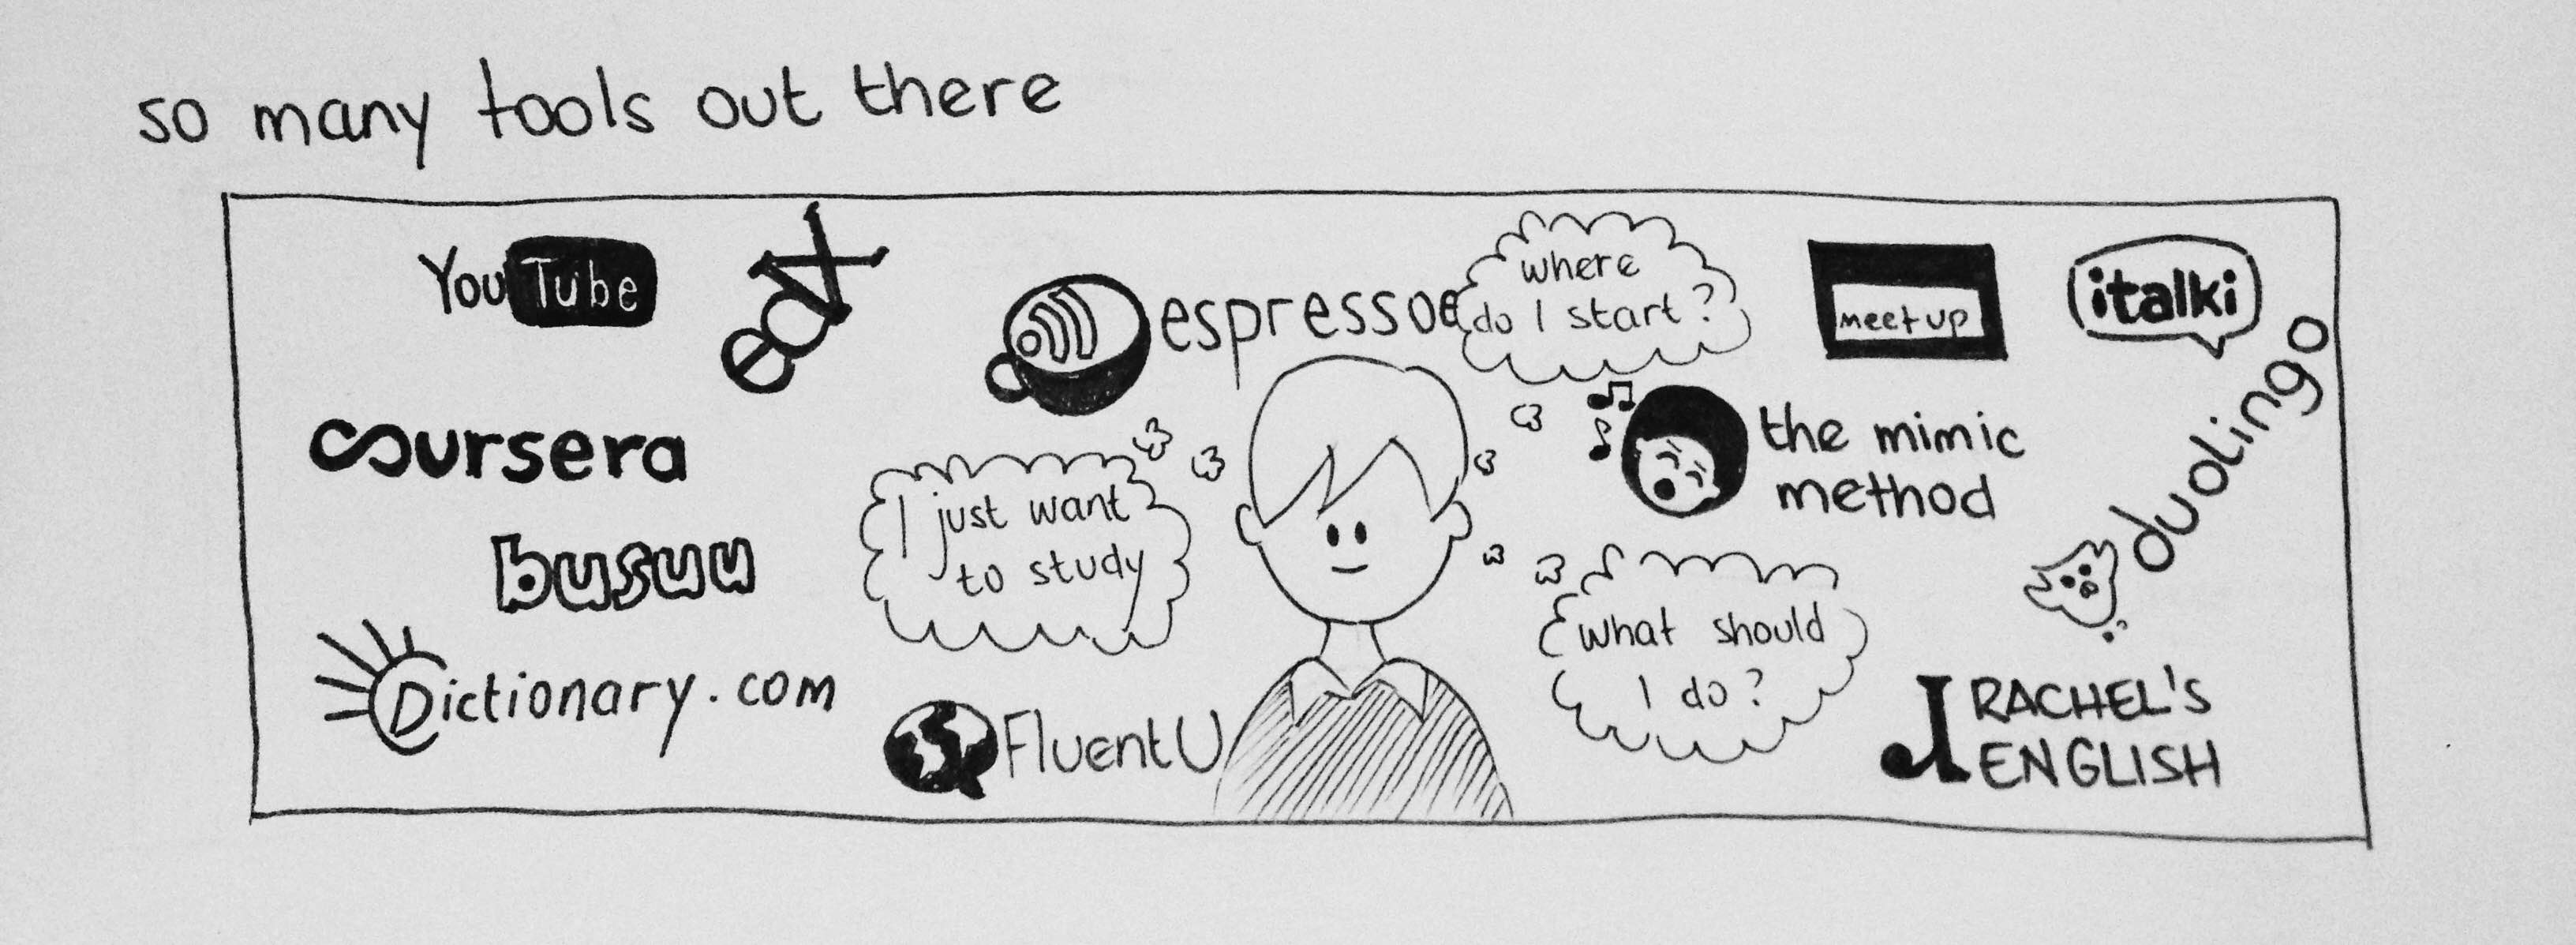 so many tools out there
YouTube
edX
espressoe
where
do I start?
meetup
italki
coursera
the mimic
method
duolingo
I just want
to study
busuu
What should
I do?
Dictionary.com
FluentU
RACHEL'S
ENGLISH